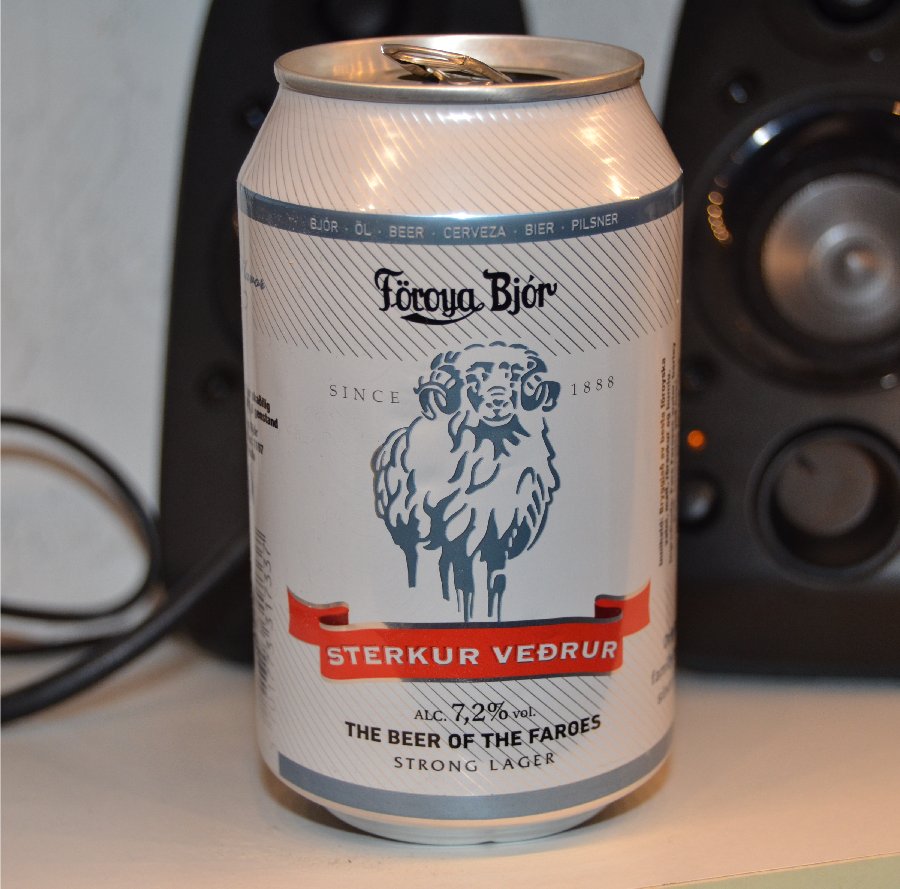 BJÓR · ÖL · BEER · CERVEZA · BIER · PILSNER
Föroya Bjór
SINCE 1888
STERKUR VEÐRUR
ALC. 7,2% vol.
THE BEER OF THE FAROES
STRONG LAGER